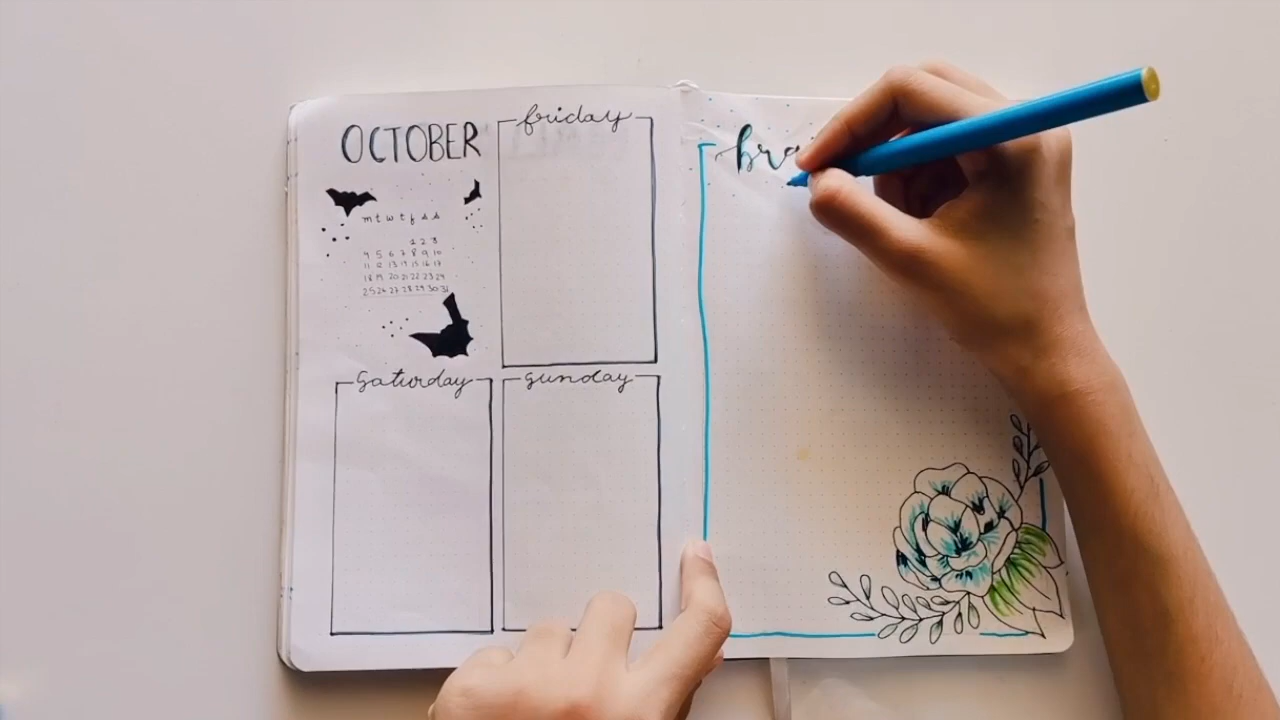 OCTOBER
m t w t f s s
1 2 3
4 5 6 7 8 9 10
11 12 13 14 15 16 17
18 19 20 21 22 23 24
25 26 27 28 29 30 31
friday
saturday
sunday
bra